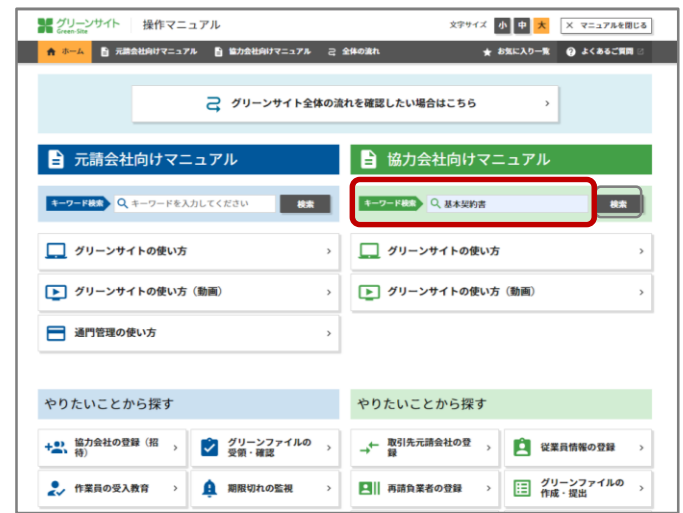 グリーンサイト 操作マニュアル 文字サイズ 小 中 大 × マニュアルを閉じる
Green Site
ホーム 元請会社向けマニュアル 協力会社向けマニュアル 全体の流れ ★ お気に入り一覧 ? よくあるご質問
グリーンサイト全体の流れを確認したい場合はこちら
元請会社向けマニュアル
キーワード検索 キーワードを入力してください 検索
グリーンサイトの使い方
グリーンサイトの使い方（動画）
通門管理の使い方
やりたいことから探す
協力会社の登録（招
待）
グリーンファイルの
受領・確認
作業員の受入教育
期限切れの監視
協力会社向けマニュアル
キーワード検索 基本契約書 検索
グリーンサイトの使い方
グリーンサイトの使い方（動画）
やりたいことから探す
取引先元請会社の登
録
従業員情報の登録
再請負業者の登録
グリーンファイルの
作成・提出